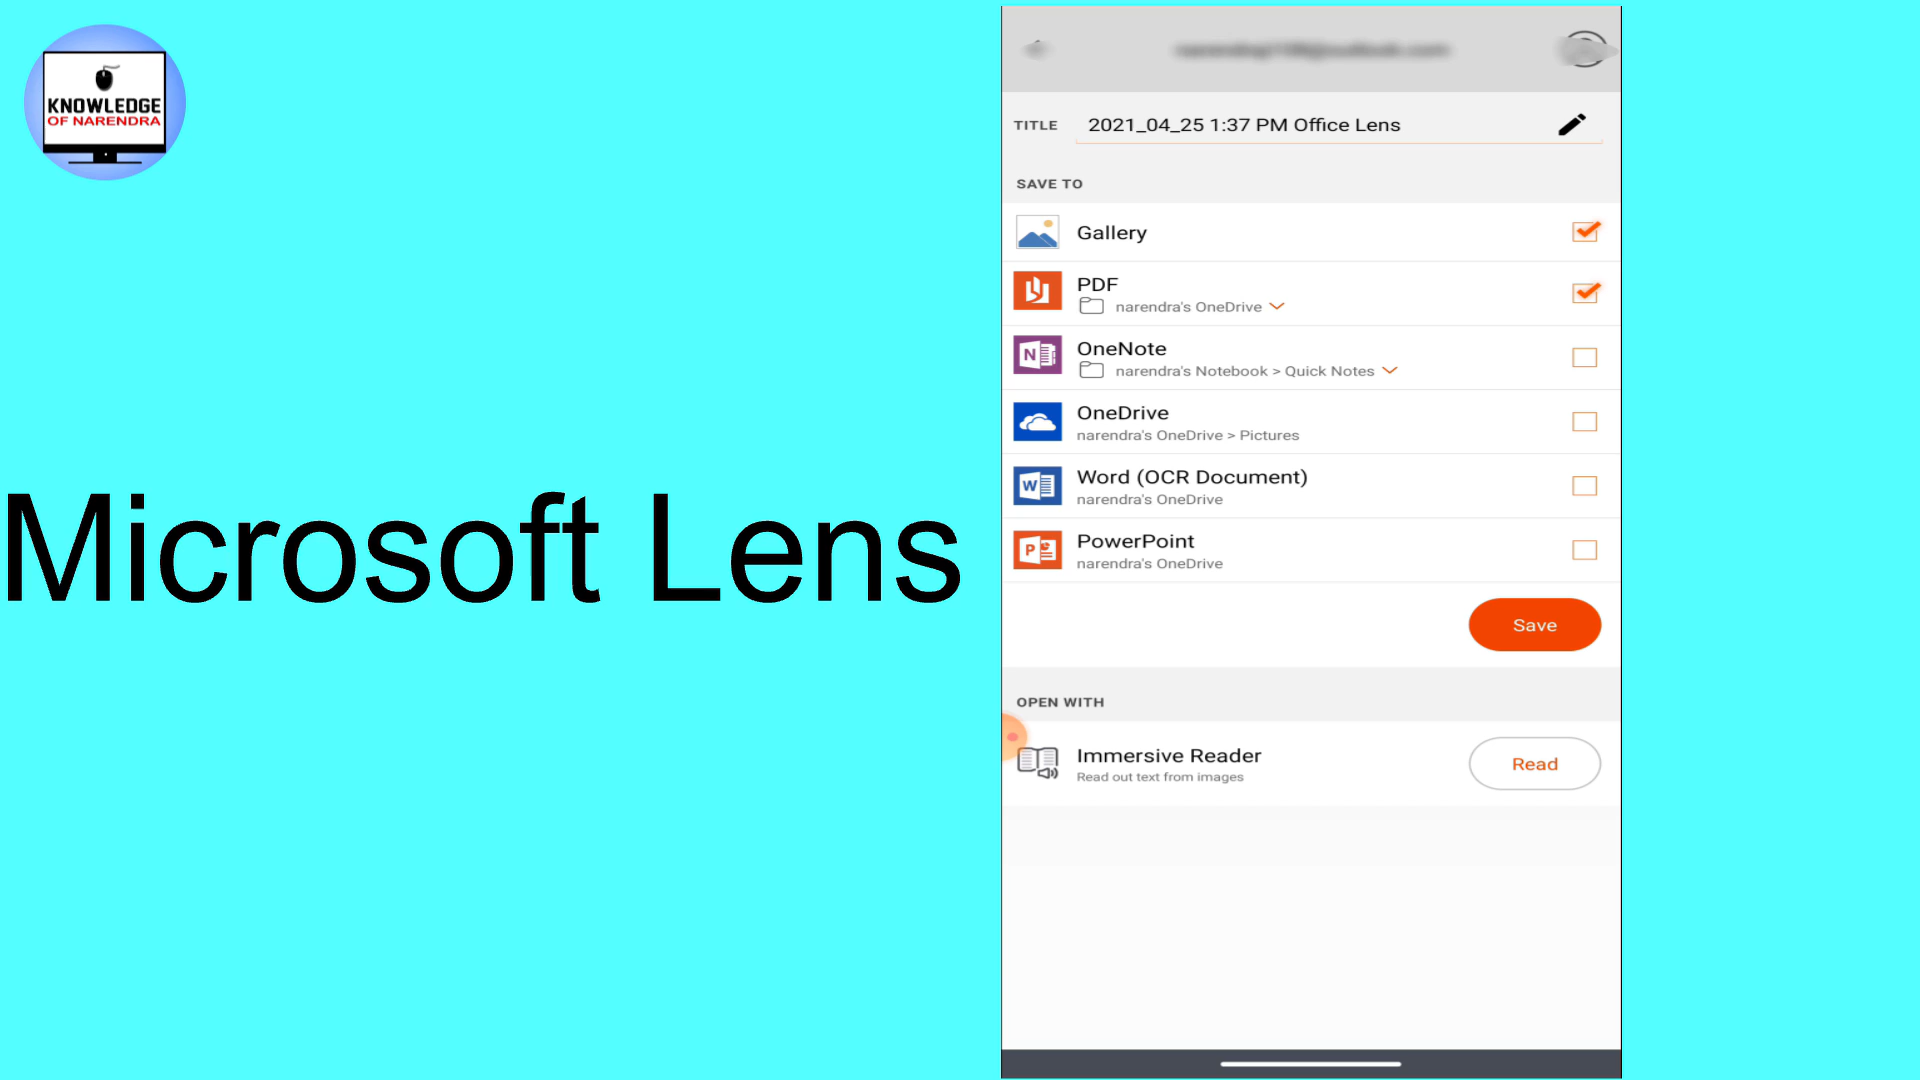 KNOWLEDGE
OF NARENDRA
Microsoft Lens
TITLE 2021_04_25 1:37 PM Office Lens
SAVE TO
Gallery
PDF
narendra's OneDrive
OneNote
narendra's Notebook > Quick Notes
OneDrive
narendra's OneDrive > Pictures
Word (OCR Document)
narendra's OneDrive
PowerPoint
narendra's OneDrive
Save
OPEN WITH
Immersive Reader
Read out text from images
Read